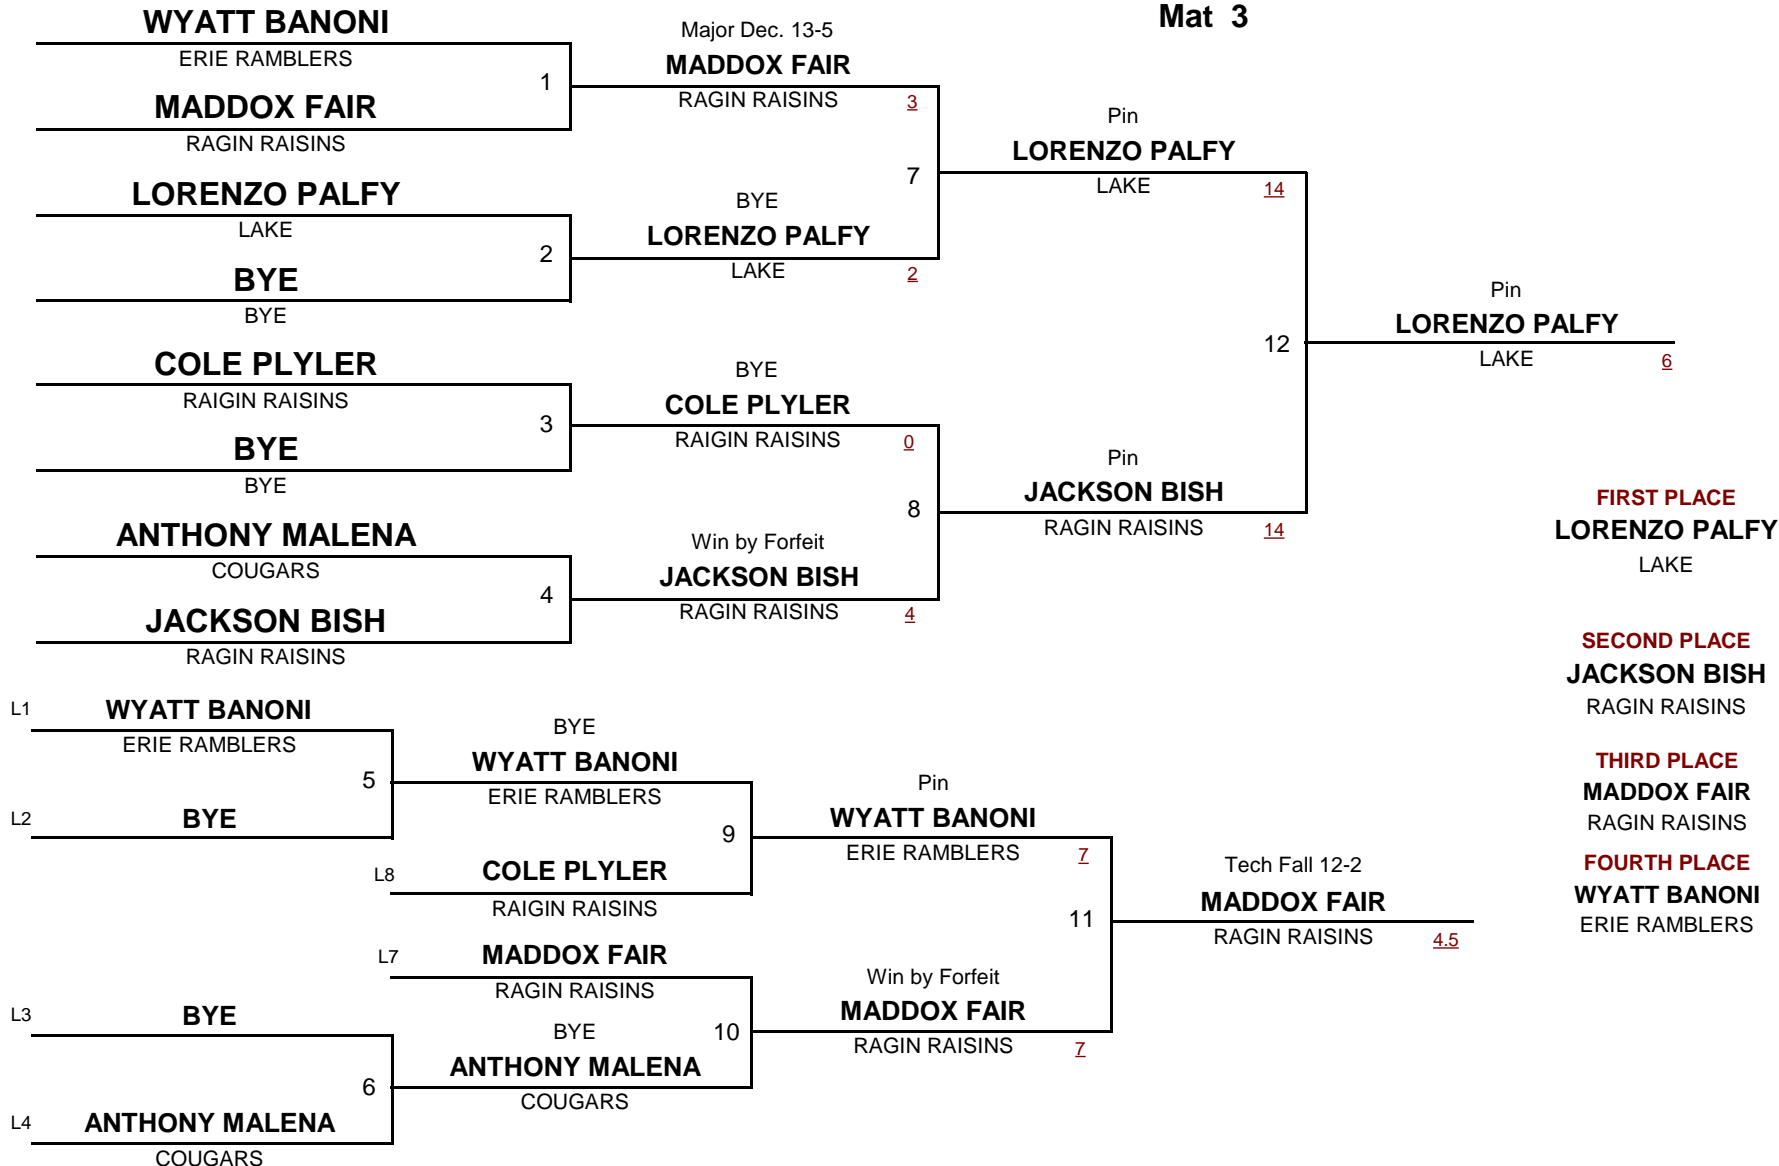 Mat 3
WYATT BANONI
ERIE RAMBLERS
1
MADDOX FAIR
RAGIN RAISINS
LORENZO PALFY
LAKE
2
BYE
BYE
COLE PLYLER
RAIGIN RAISINS
3
BYE
BYE
ANTHONY MALENA
COUGARS
4
JACKSON BISH
RAGIN RAISINS
Major Dec. 13-5
MADDOX FAIR
RAGIN RAISINS 3
7
BYE
LORENZO PALFY
LAKE 2
BYE
COLE PLYLER
RAIGIN RAISINS 0
8
Win by Forfeit
JACKSON BISH
RAGIN RAISINS 4
Pin
LORENZO PALFY
LAKE 14
12
Pin
JACKSON BISH
RAGIN RAISINS 14
Pin
LORENZO PALFY
LAKE 6
FIRST PLACE
LORENZO PALFY
LAKE
SECOND PLACE
JACKSON BISH
RAGIN RAISINS
THIRD PLACE
MADDOX FAIR
RAGIN RAISINS
FOURTH PLACE
WYATT BANONI
ERIE RAMBLERS
L1 WYATT BANONI
ERIE RAMBLERS
5
L2 BYE
L3 BYE
6
L4 ANTHONY MALENA
COUGARS
BYE
WYATT BANONI
ERIE RAMBLERS
9
L8 COLE PLYLER
RAIGIN RAISINS
L7 MADDOX FAIR
RAGIN RAISINS
10
BYE
ANTHONY MALENA
COUGARS
Pin
WYATT BANONI
ERIE RAMBLERS 7
11
Win by Forfeit
MADDOX FAIR
RAGIN RAISINS 7
Tech Fall 12-2
MADDOX FAIR
RAGIN RAISINS 4.5